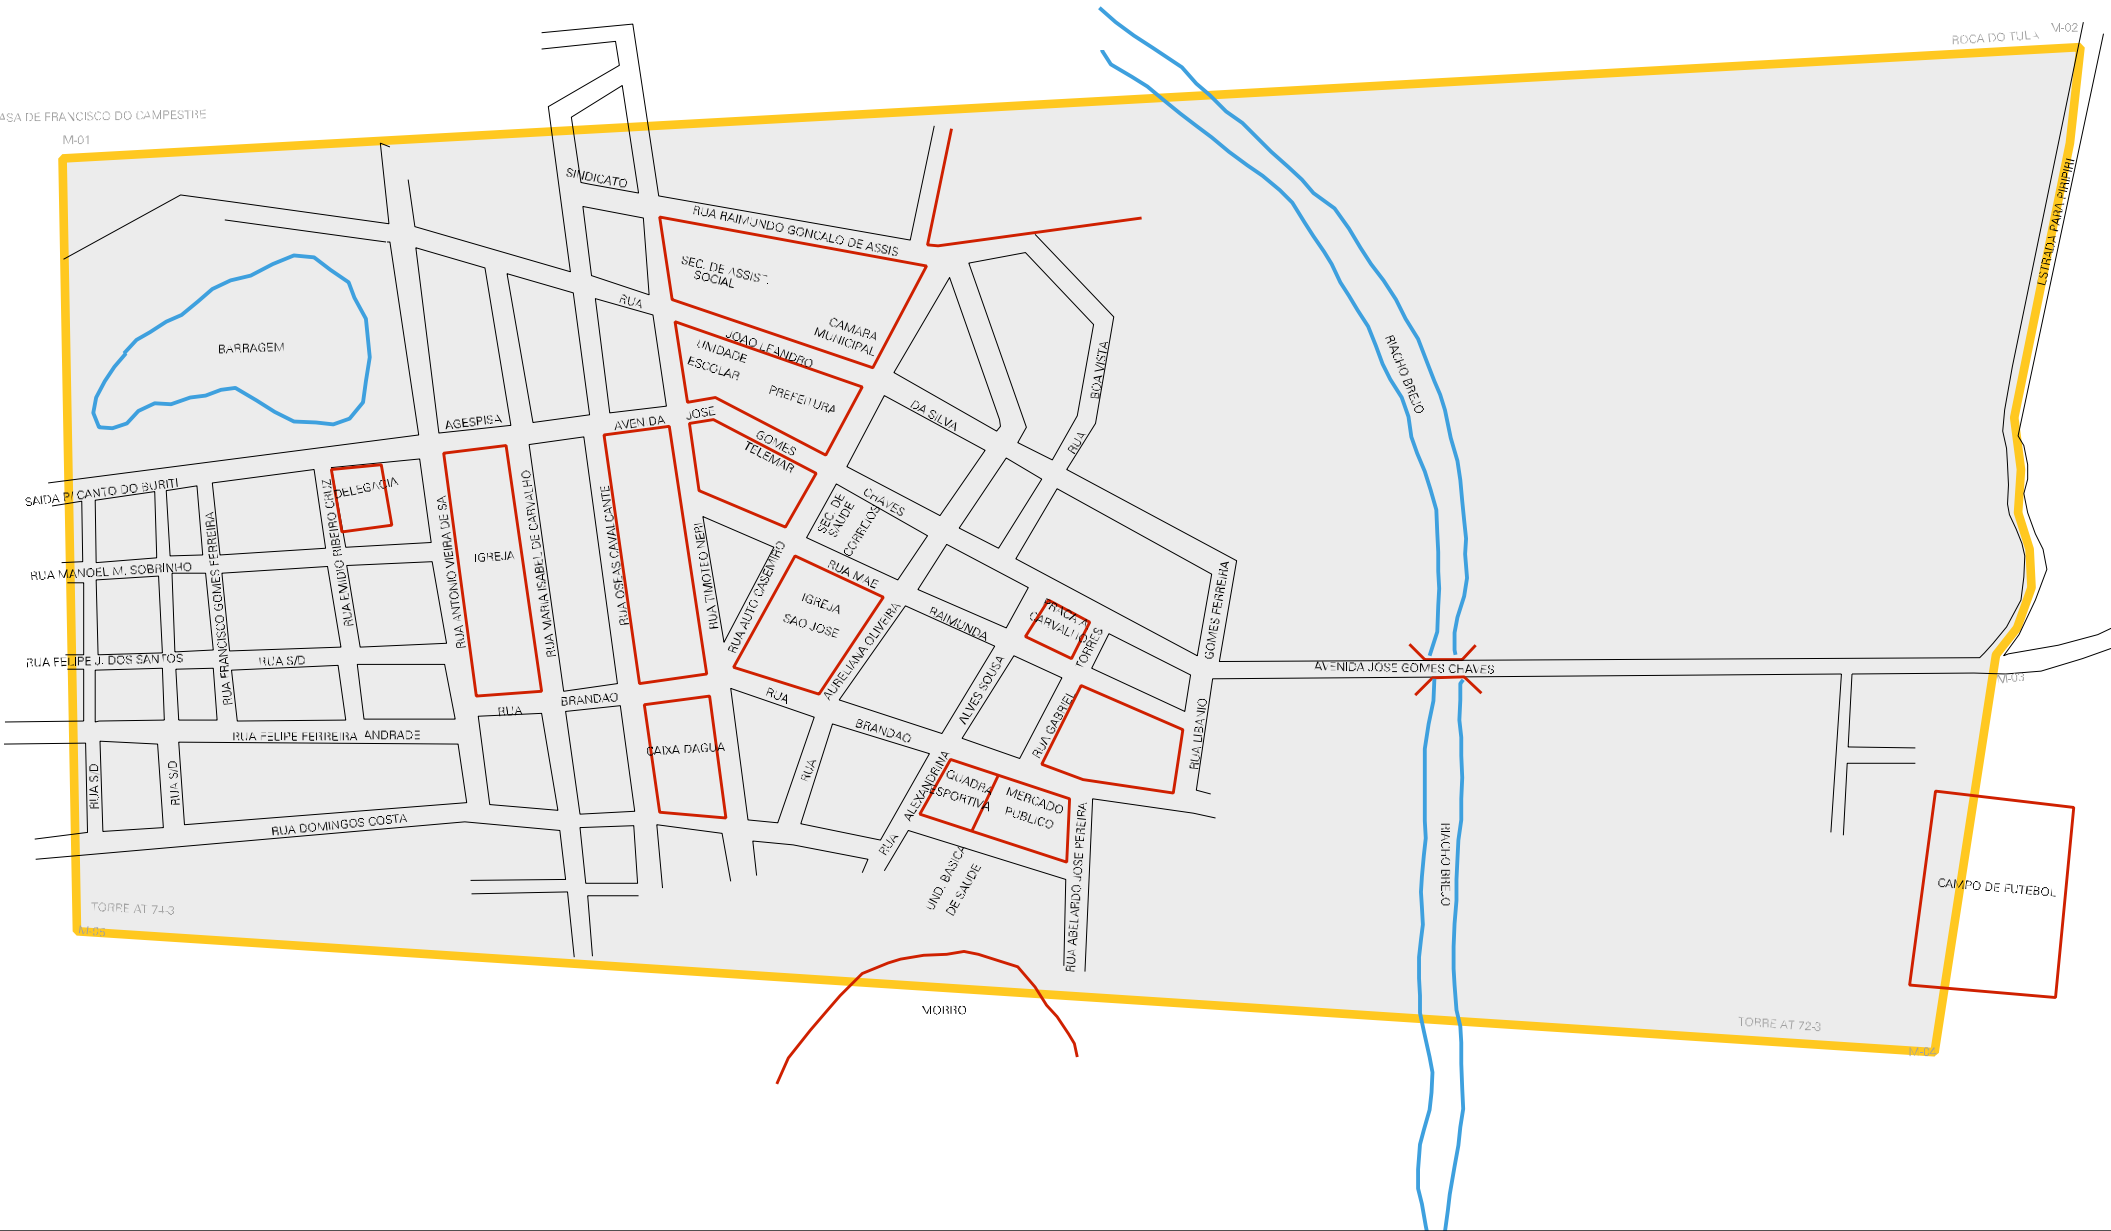 ROCA DO TULA
M-02
ASA DE FRANCISCO DO CAMPESTRE
M-01
SINDICATO
RUA RAIMUNDO GONCALO DE ASSIS
SEC. DE ASSIST.
SOCIAL
CAMARA
MUNICIPAL
ESTRADA PARA PIRIPIRI
RUA
JOAO LEANDRO
UNIDADE
ESCOLAR
PREFEITURA
BARRAGEM
RIACHO BREJO
BOA VISTA
RUA
DA SILVA
AGESPISA
AVENIDA
JOSE
GOMES
TELEMAR
CHAVES
SAIDA P/ CANTO DO BURITI
DELEGACIA
SEC. DE
SAUDE
CORREIOS
RUA MANOEL M. SOBRINHO
RUA FRANCISCO GOMES FERREIRA
RUA EMIDIO RIBEIRO CRUZ
RUA ANTONIO VIEIRA DE SA
IGREJA
RUA MARIA ISABEL DE CARVALHO
RUA OSEAS CAVALCANTE
RUA TIMOTEO NERI
RUA AUTO CASEMIRO
RUA MAE
RAIMUNDA
IGREJA
SAO JOSE
AURELIANA OLIVEIRA
PRACA A.
CARVALHO
TORRES
GOMES FERREIRA
RUA FELIPE J. DOS SANTOS
RUA S/D
AVENIDA JOSE GOMES CHAVES
M-03
ALVES SOUSA
RUA GABRIEL
RUA LIBANIO
RUA
BRANDAO
RUA
BRANDAO
RUA FELIPE FERREIRA ANDRADE
CAIXA DAGUA
RUA S/D
RUA S/D
RUA
ALEXANDRINA
RUA
QUADRA
ESPORTIVA
MERCADO
PUBLICO
RUA DOMINGOS COSTA
UND. BASICA
DE SAUDE
RUA ABELARDO JOSE PEREIRA
RIACHO BREJO
CAMPO DE FUTEBOL
TORRE AT 74-3
MORRO
TORRE AT 72-3
M-04